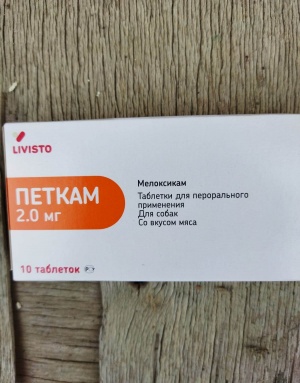 LIVISTO
ПЕТКАМ
2.0 мг
Мелоксикам
Таблетки для перорального
применения
Для собак
Со вкусом мяса
10 таблеток